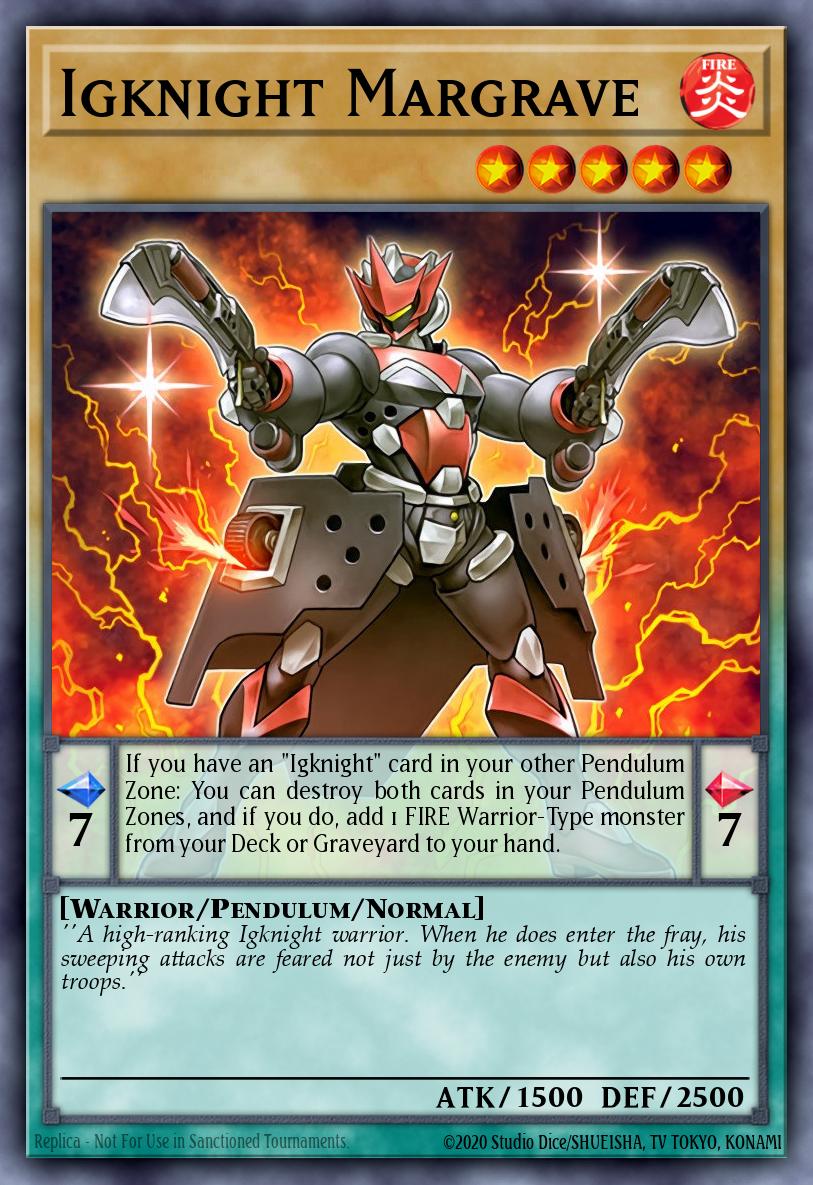 Igknight Margrave
FIRE
炎
If you have an "Igknight" card in your other Pendulum
Zone: You can destroy both cards in your Pendulum
Zones, and if you do, add 1 FIRE Warrior-Type monster
from your Deck or Graveyard to your hand.
7
7
[Warrior/Pendulum/Normal]
''A high-ranking Igknight warrior. When he does enter the fray, his
sweeping attacks are feared not just by the enemy but also his own
troops.''
ATK/1500 DEF/2500
Replica - Not For Use in Sanctioned Tournaments.
©2020 Studio Dice/SHUEISHA, TV TOKYO, KONAMI